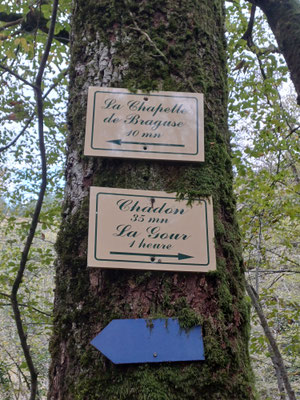 La Chapelle
de Braguse
10 mn
Chadon
35 mn
La Gour
1 heure